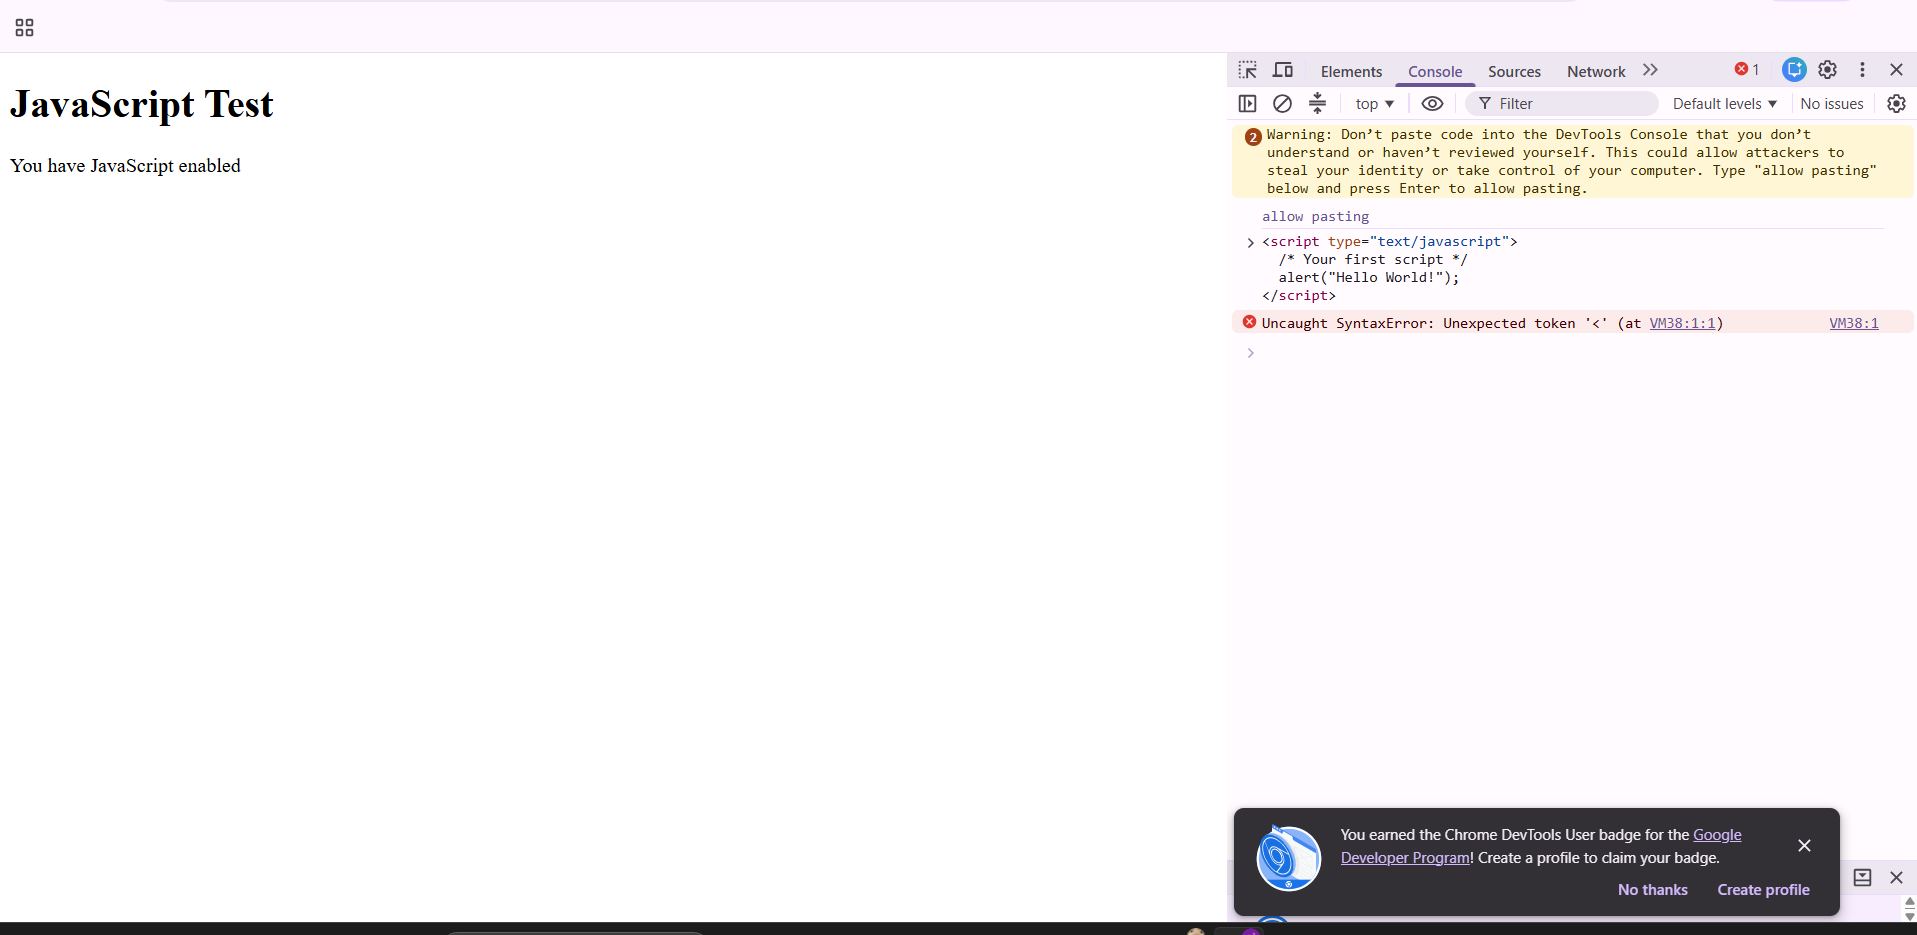 JavaScript Test
You have JavaScript enabled
Elements
Console
Sources
Network
1
top
Filter
Default levels
No issues
2
Warning: Don’t paste code into the DevTools Console that you don’t
understand or haven’t reviewed yourself. This could allow attackers to
steal your identity or take control of your computer. Type "allow pasting"
below and press Enter to allow pasting.
allow pasting
<script type="text/javascript">
/* Your first script */
alert("Hello World!");
</script>
Uncaught SyntaxError: Unexpected token '<' (at VM38:1:1) VM38:1
You earned the Chrome DevTools User badge for the Google
Developer Program! Create a profile to claim your badge.
No thanks
Create profile